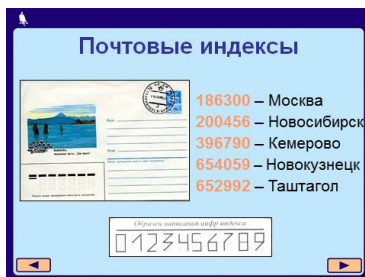 Почтовые индексы
186300 – Москва
200456 – Новосибирск
396790 – Кемерово
654059 – Новокузнецк
652992 – Таштагол
Образец написания цифр индекса
0123456789